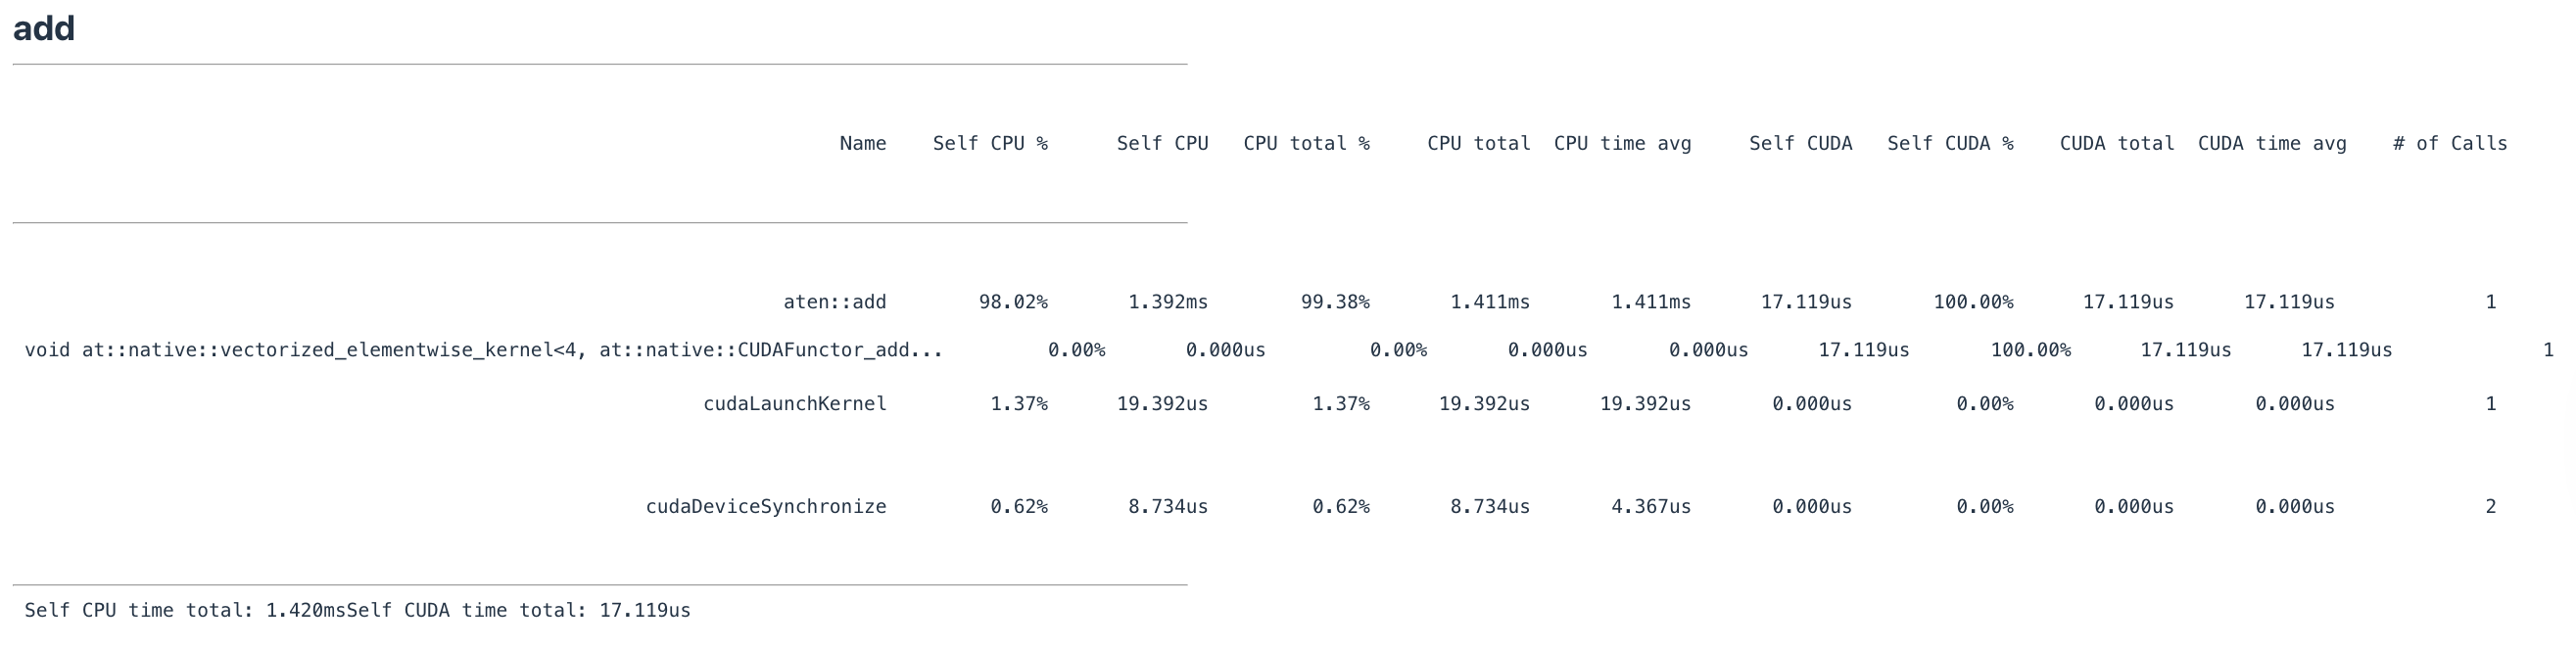 add
Name Self CPU % Self CPU CPU total % CPU total CPU time avg Self CUDA Self CUDA % CUDA total CUDA time avg # of Calls
aten::add 98.02% 1.392ms 99.38% 1.411ms 1.411ms 17.119us 100.00% 17.119us 17.119us 1
void at::native::vectorized_elementwise_kernel<4, at::native::CUDAFunctor_add... 0.00% 0.000us 0.00% 0.000us 0.000us 17.119us 100.00% 17.119us 17.119us 1
cudaLaunchKernel 1.37% 19.392us 1.37% 19.392us 19.392us 0.000us 0.00% 0.000us 0.000us 1
cudaDeviceSynchronize 0.62% 8.734us 0.62% 8.734us 4.367us 0.000us 0.00% 0.000us 0.000us 2
Self CPU time total: 1.420msSelf CUDA time total: 17.119us